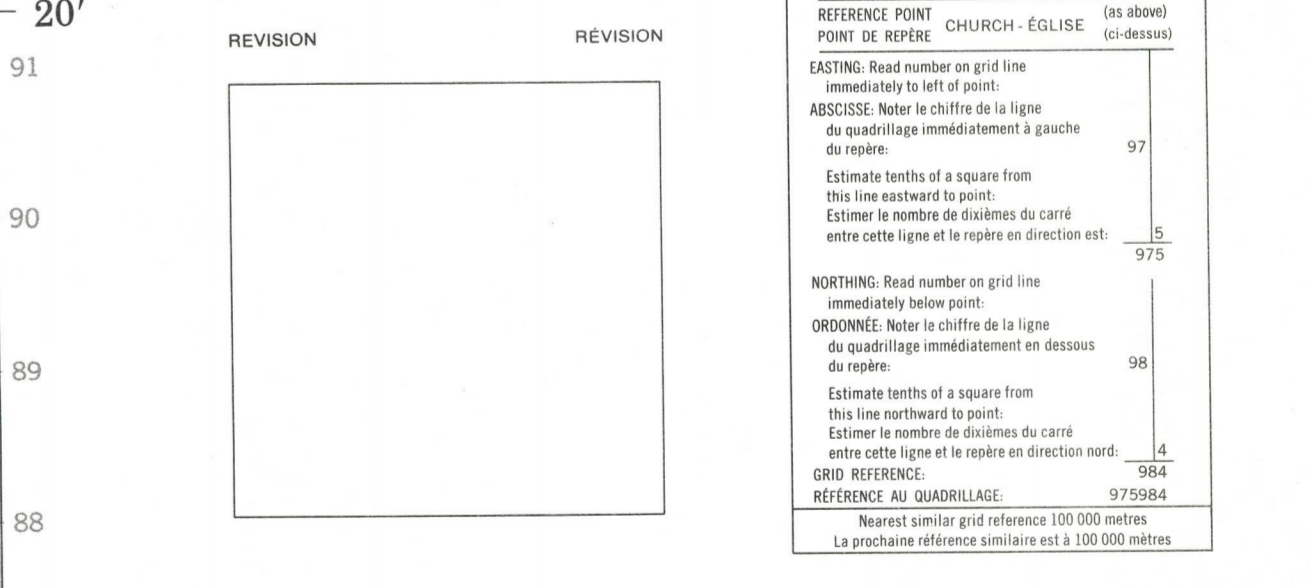 20'
91
90
89
88
REVISION RÉVISION
REFERENCE POINT
POINT DE REPÈRE
CHURCH - ÉGLISE
(as above)
(ci-dessus)
EASTING: Read number on grid line
immediately to left of point:
ABSCISSE: Noter le chiffre de la ligne
du quadrillage immédiatement à gauche
du repère: 97
Estimate tenths of a square from
this line eastward to point:
Estimer le nombre de dixièmes du carré
entre cette ligne et le repère en direction est: 5
975
NORTHING: Read number on grid line
immediately below point:
ORDONNÉE: Noter le chiffre de la ligne
du quadrillage immédiatement en dessous
du repère: 98
Estimate tenths of a square from
this line northward to point:
Estimer le nombre de dixièmes du carré
entre cette ligne et le repère en direction nord: 4
GRID REFERENCE: 984
RÉFÉRENCE AU QUADRILLAGE: 975984
Nearest similar grid reference 100 000 metres
La prochaine référence similaire est à 100 000 mètres